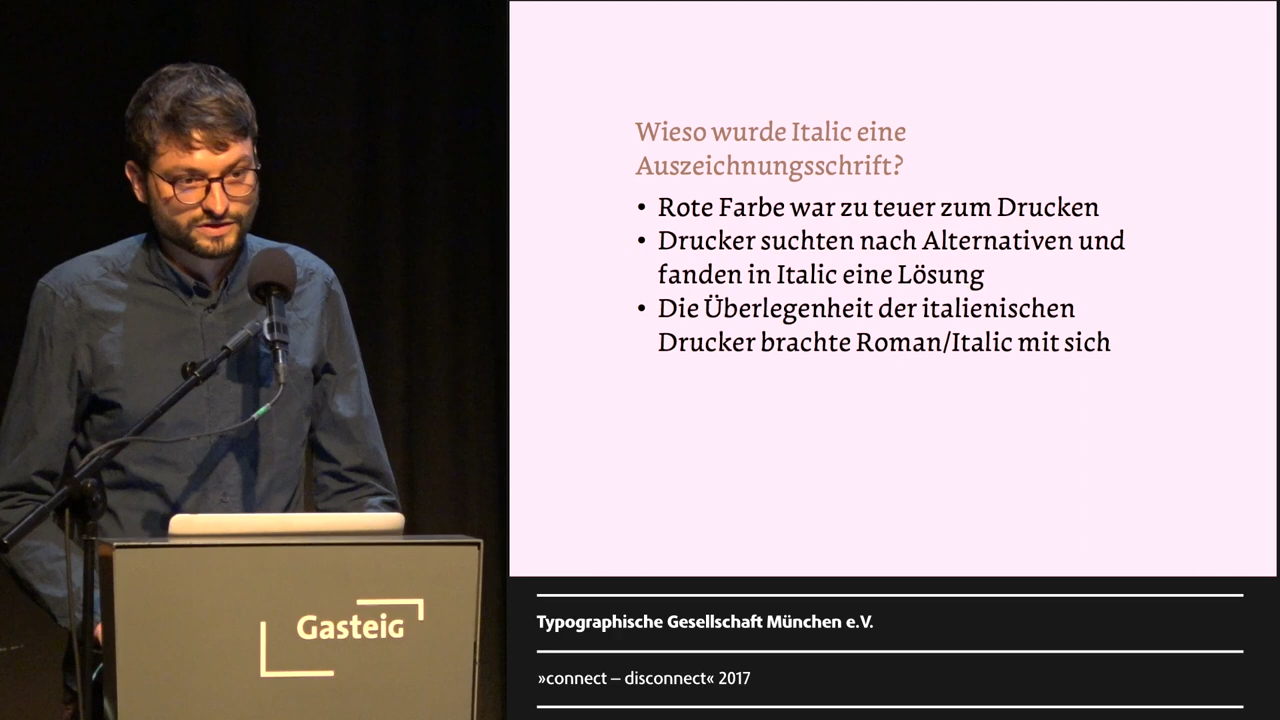 Wieso wurde Italic eine
Auszeichnungsschrift?
• Rote Farbe war zu teuer zum Drucken
• Drucker suchten nach Alternativen und
fanden in Italic eine Lösung
• Die Überlegenheit der italienischen
Drucker brachte Roman/Italic mit sich
Gasteig
Typographische Gesellschaft München e.V.
»connect – disconnect« 2017